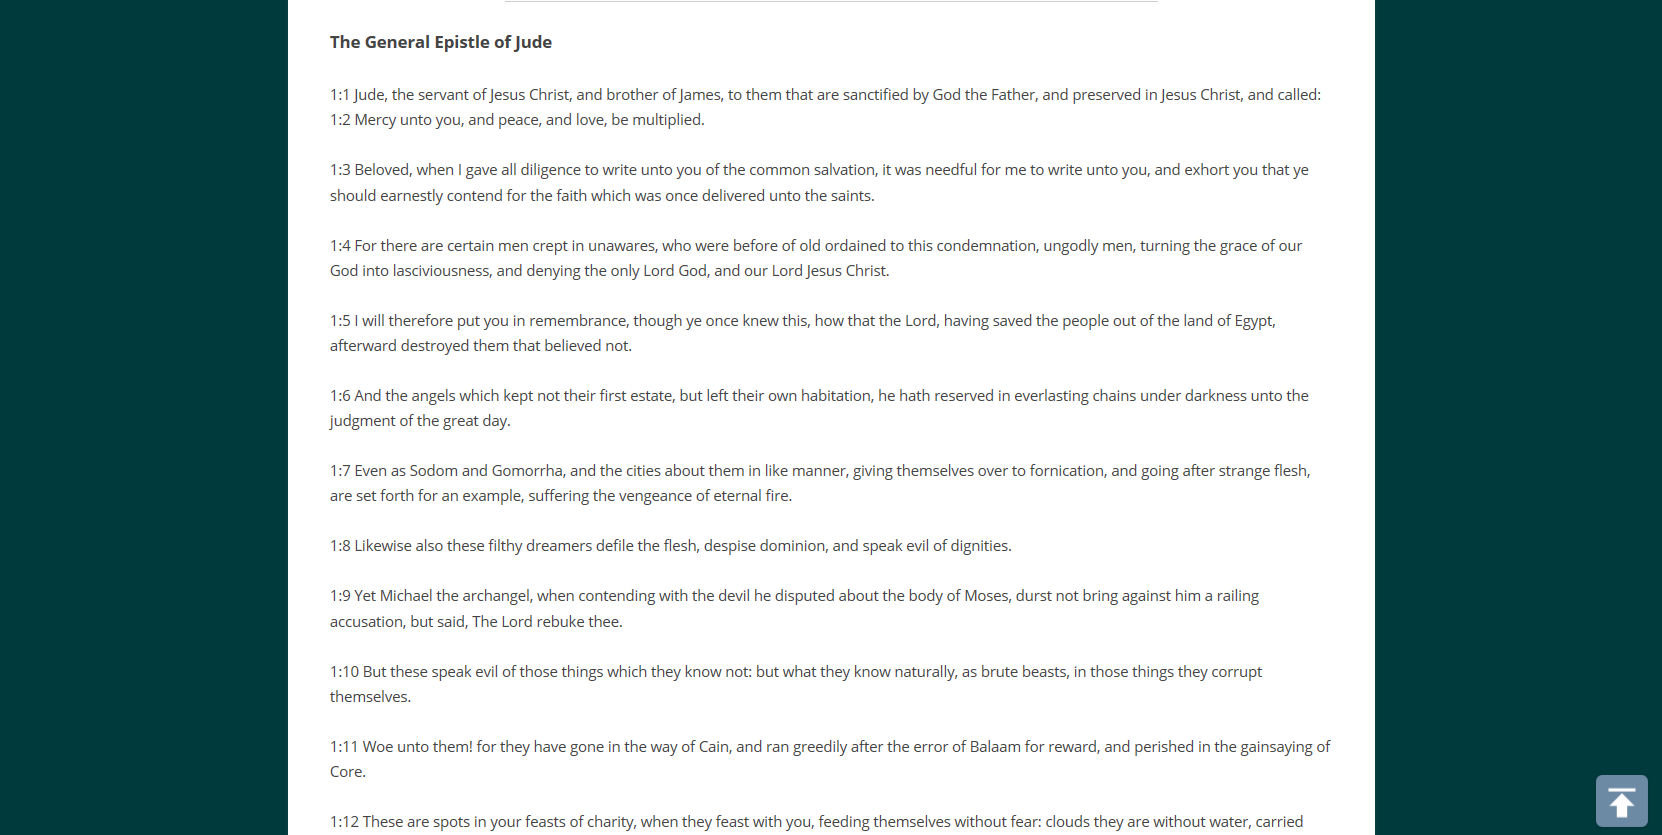 The General Epistle of Jude
1:1 Jude, the servant of Jesus Christ, and brother of James, to them that are sanctified by God the Father, and preserved in Jesus Christ, and called:
1:2 Mercy unto you, and peace, and love, be multiplied.
1:3 Beloved, when I gave all diligence to write unto you of the common salvation, it was needful for me to write unto you, and exhort you that ye
should earnestly contend for the faith which was once delivered unto the saints.
1:4 For there are certain men crept in unawares, who were before of old ordained to this condemnation, ungodly men, turning the grace of our
God into lasciviousness, and denying the only Lord God, and our Lord Jesus Christ.
1:5 I will therefore put you in remembrance, though ye once knew this, how that the Lord, having saved the people out of the land of Egypt,
afterward destroyed them that believed not.
1:6 And the angels which kept not their first estate, but left their own habitation, he hath reserved in everlasting chains under darkness unto the
judgment of the great day.
1:7 Even as Sodom and Gomorrha, and the cities about them in like manner, giving themselves over to fornication, and going after strange flesh,
are set forth for an example, suffering the vengeance of eternal fire.
1:8 Likewise also these filthy dreamers defile the flesh, despise dominion, and speak evil of dignities.
1:9 Yet Michael the archangel, when contending with the devil he disputed about the body of Moses, durst not bring against him a railing
accusation, but said, The Lord rebuke thee.
1:10 But these speak evil of those things which they know not: but what they know naturally, as brute beasts, in those things they corrupt
themselves.
1:11 Woe unto them! for they have gone in the way of Cain, and ran greedily after the error of Balaam for reward, and perished in the gainsaying of
Core.
1:12 These are spots in your feasts of charity, when they feast with you, feeding themselves without fear: clouds they are without water, carried